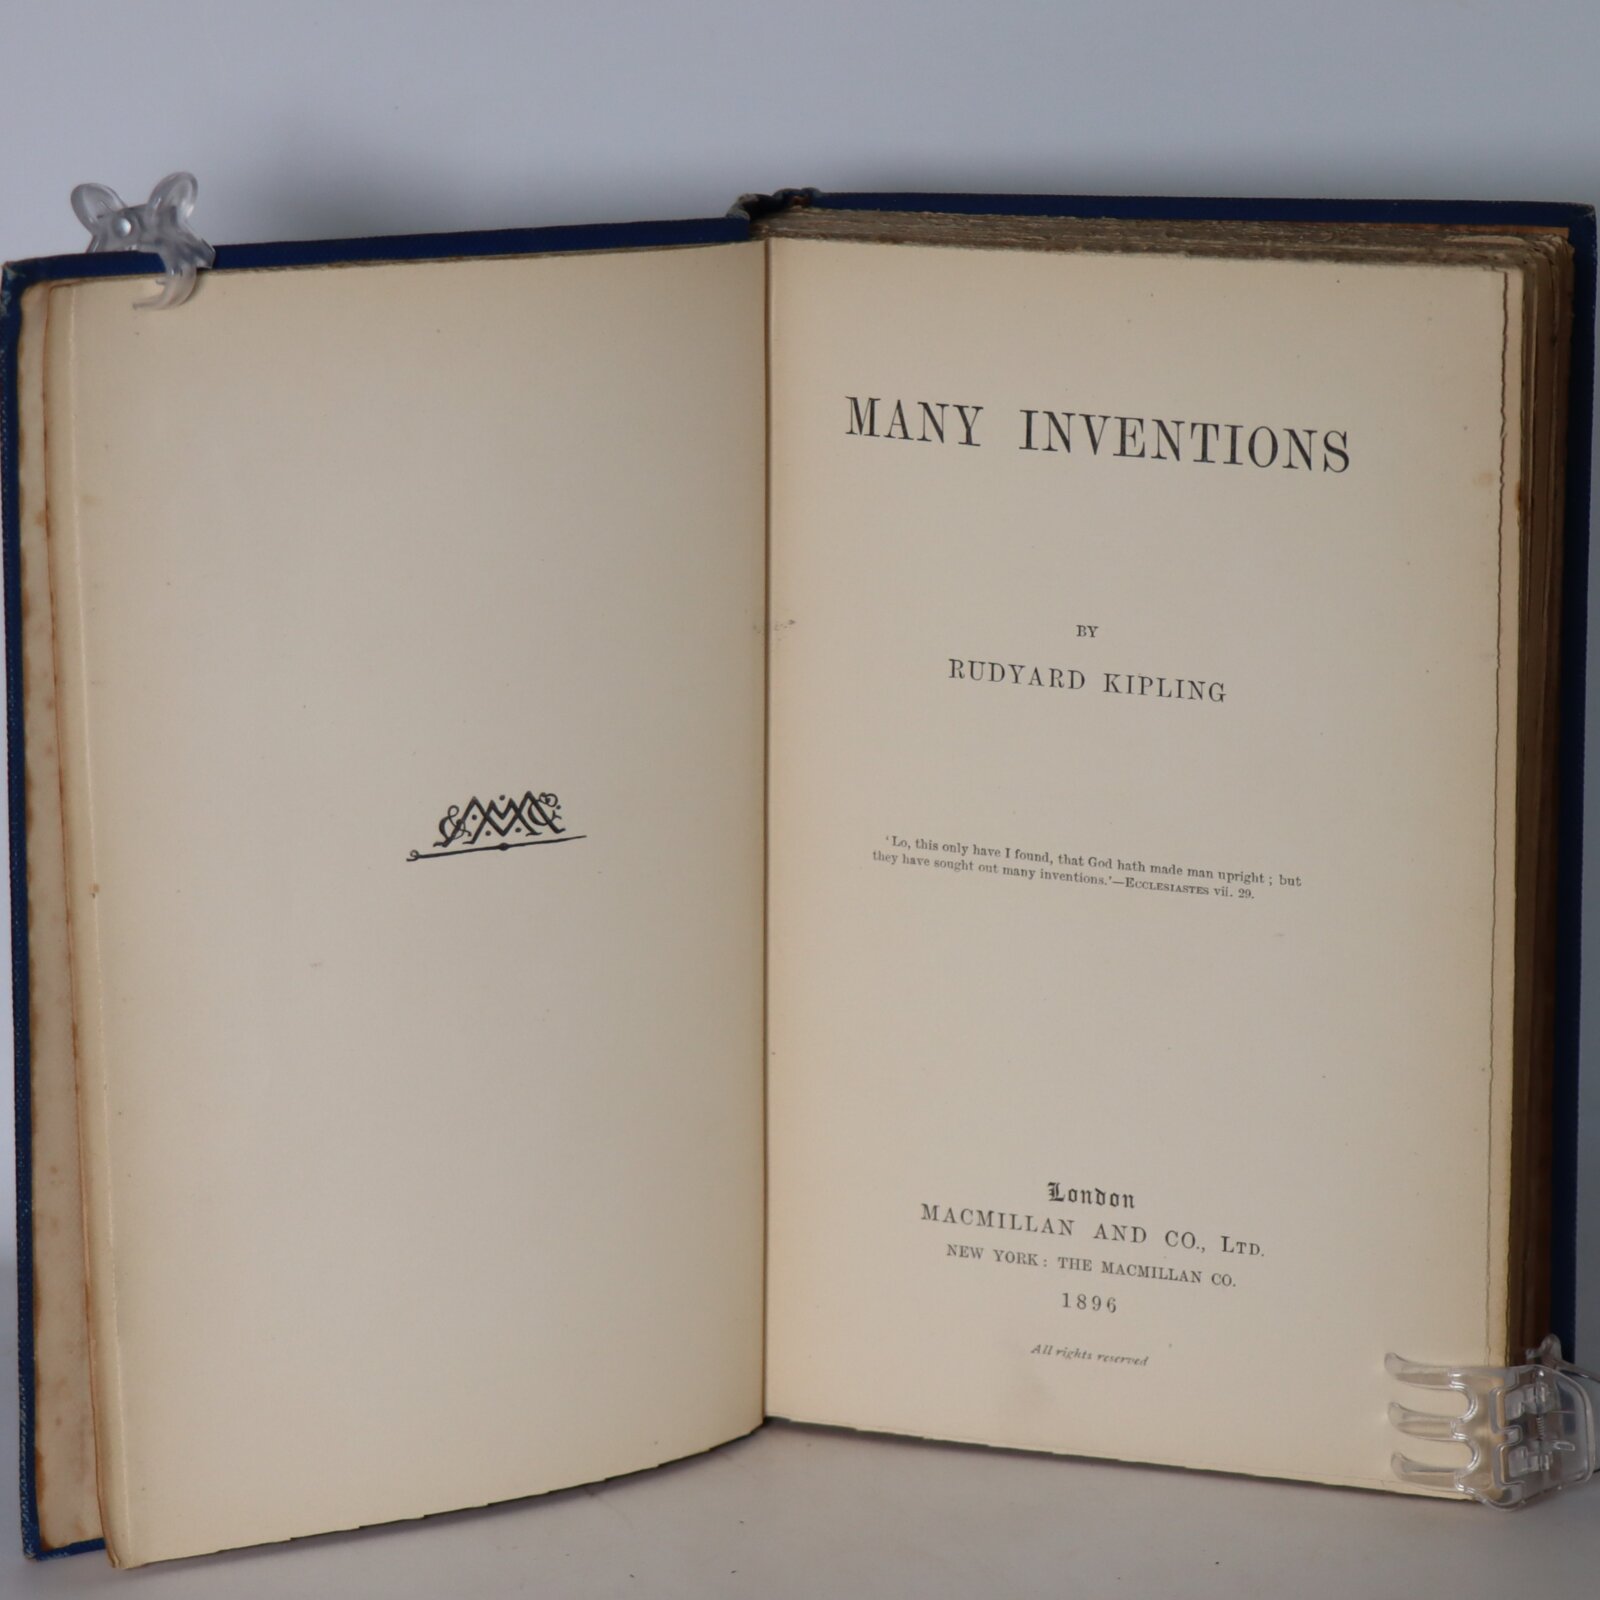 MANY INVENTIONS
BY
RUDYARD KIPLING
'Lo, this only have I found, that God hath made man upright; but
they have sought out many inventions.'—ECCLESIASTES vii. 29.
London
MACMILLAN AND CO., LTD.
NEW YORK: THE MACMILLAN CO.
1896
All rights reserved